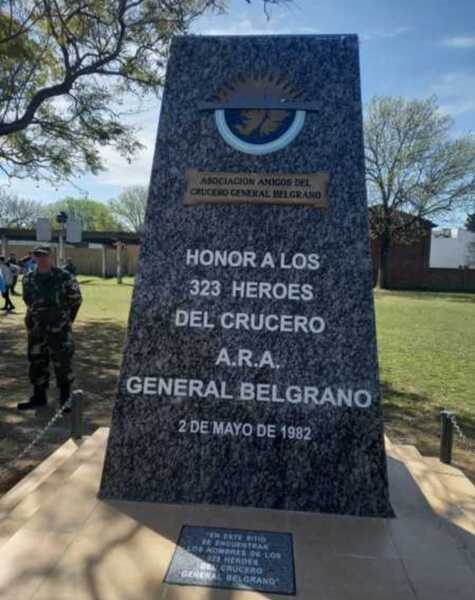 ASOCIACION AMIGOS DEL
CRUCERO GENERAL BELGRANO
HONOR A LOS
323 HEROES
DEL CRUCERO
A.R.A.
GENERAL BELGRANO
2 DE MAYO DE 1982
"EN ESTE SITIO
SE ENCUENTRAN
LOS NOMBRES DE LOS
323 HEROES
DEL CRUCERO
GENERAL BELGRANO"